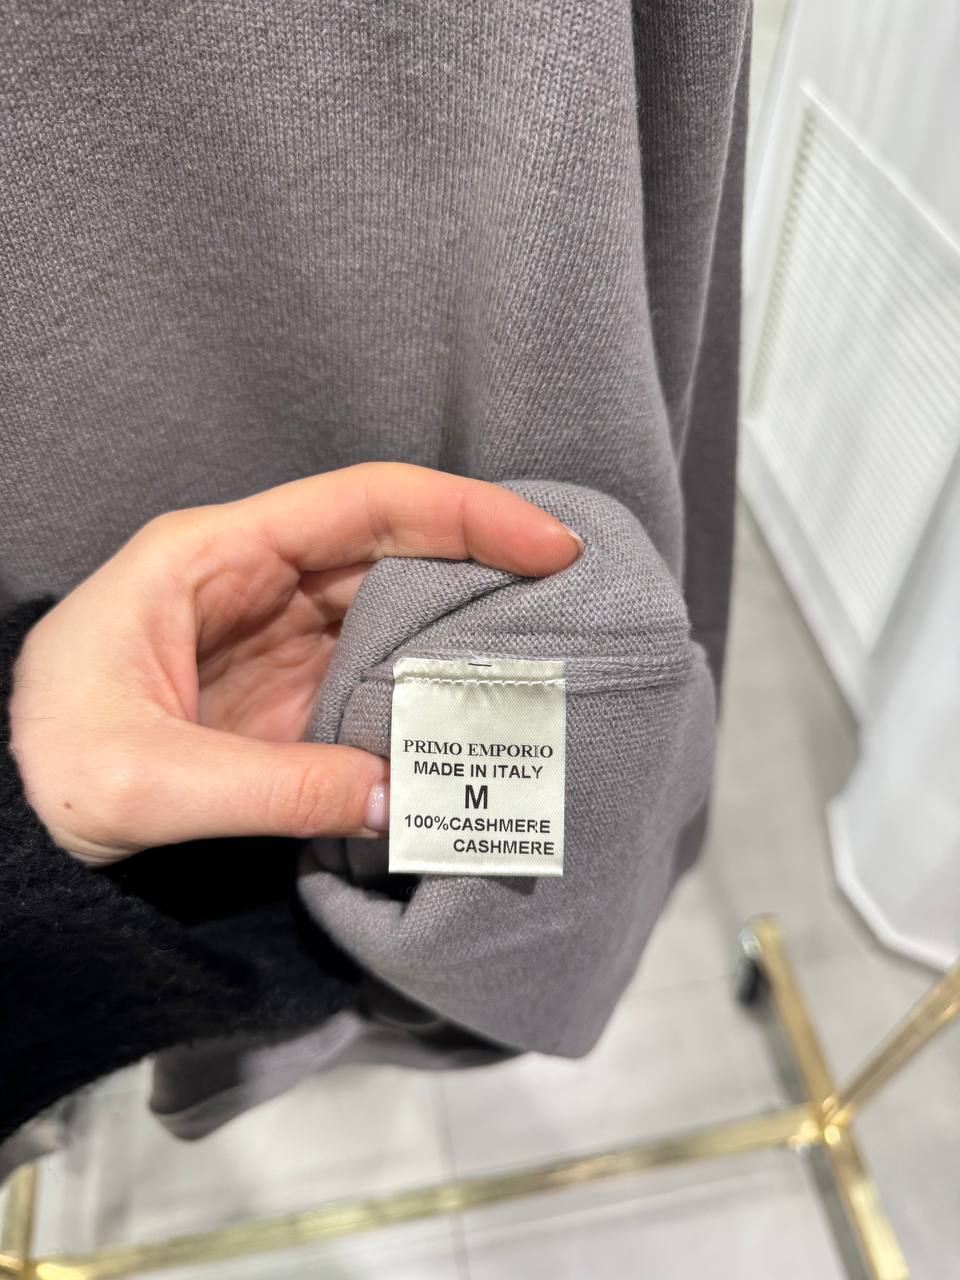 PRIMO EMPORIO
MADE IN ITALY
M
100%CASHMERE
CASHMERE